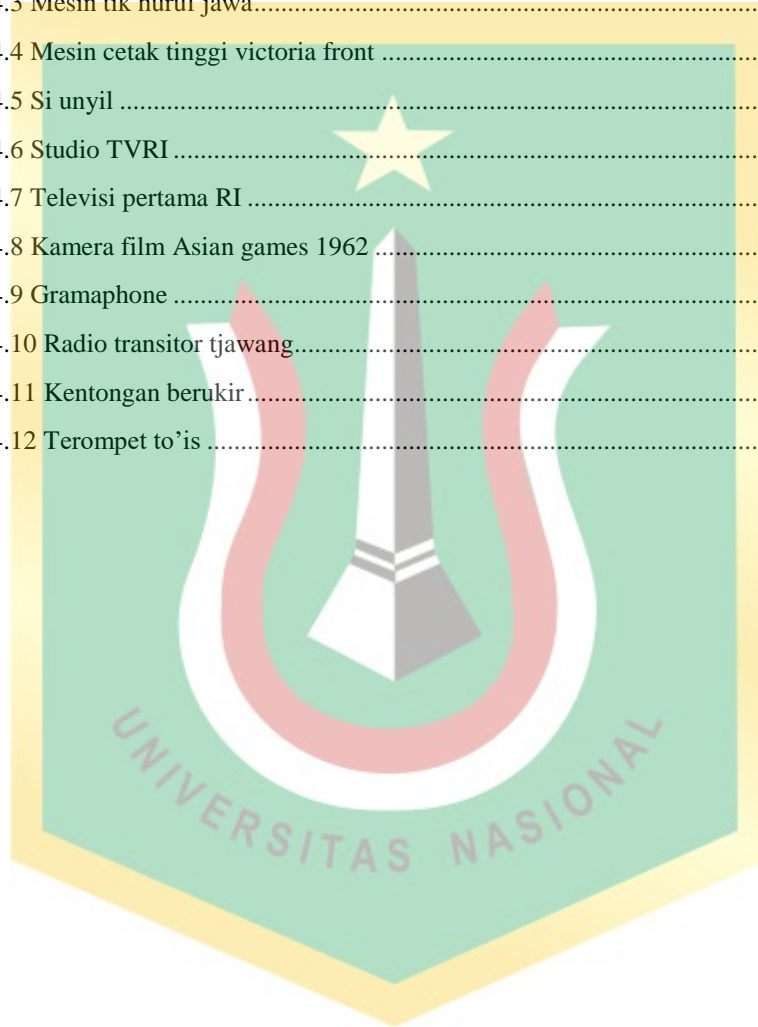 .3 Mesin tik huruf jawa
.4 Mesin cetak tinggi victoria front
.5 Si unyil
.6 Studio TVRI
.7 Televisi pertama RI
.8 Kamera film Asian games 1962
.9 Gramaphone
.10 Radio transitor tjawang
.11 Kentongan berukir
.12 Terompet to’is
UNIVERSITAS NASIONAL